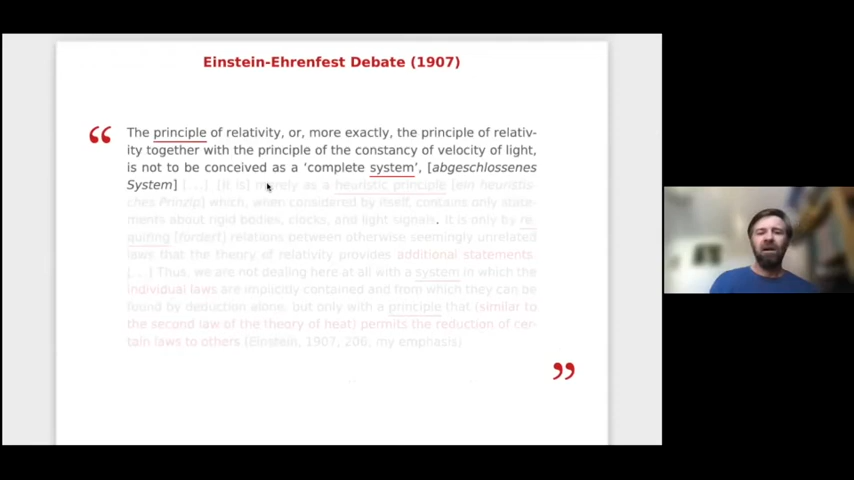 Einstein-Ehrenfest Debate (1907)
“
The principle of relativity, or, more exactly, the principle of relativ-
ity together with the principle of the constancy of velocity of light,
is not to be conceived as a ‘complete system’, [abgeschlossenes
System] [...] [It is] merely as a heuristic principle [ein heuristis-
ches Prinzip] which, when considered by itself, contains only state-
ments about rigid bodies, clocks, and light signals. It is only by re-
quiring [fordert] relations between otherwise seemingly unrelated
laws that the theory of relativity provides additional statements.
[...] Thus, we are not dealing here at all with a system in which the
individual laws are implicitly contained and from which they can be
found by deduction alone, but only with a principle that (similar to
the second law of the theory of heat) permits the reduction of cer-
tain laws to others (Einstein, 1907, 206; my emphasis)
”